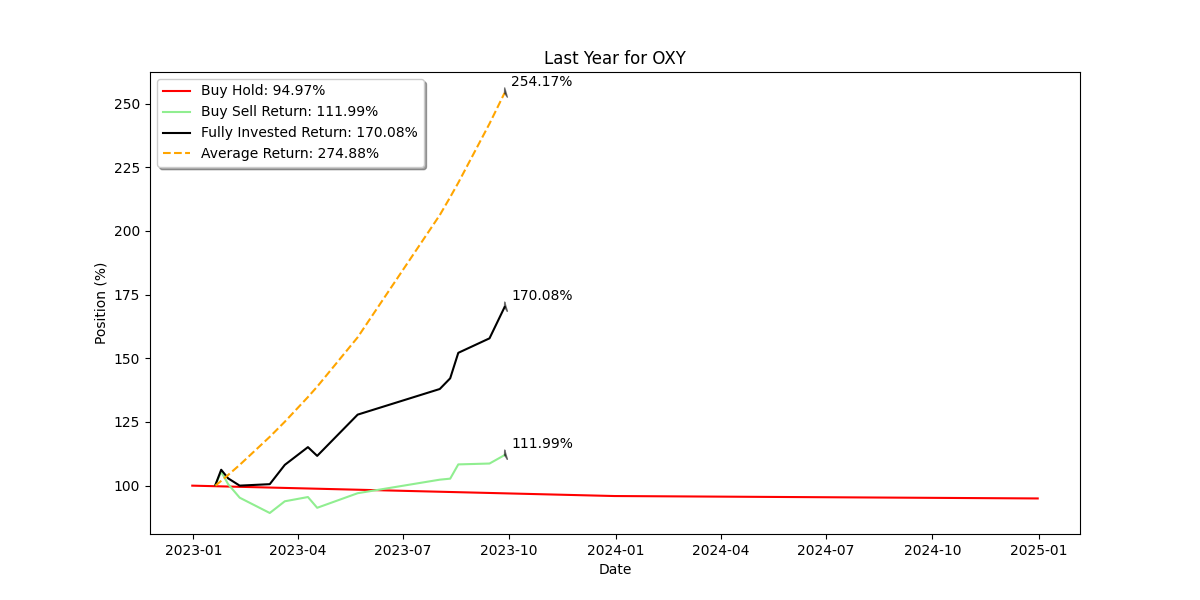 Last Year for OXY
Buy Hold: 94.97%
Buy Sell Return: 111.99%
Fully Invested Return: 170.08%
Average Return: 274.88%
254.17%
170.08%
111.99%
Position (%)
250
225
200
175
150
125
100
2023-01 2023-04 2023-07 2023-10 2024-01 2024-04 2024-07 2024-10 2025-01
Date